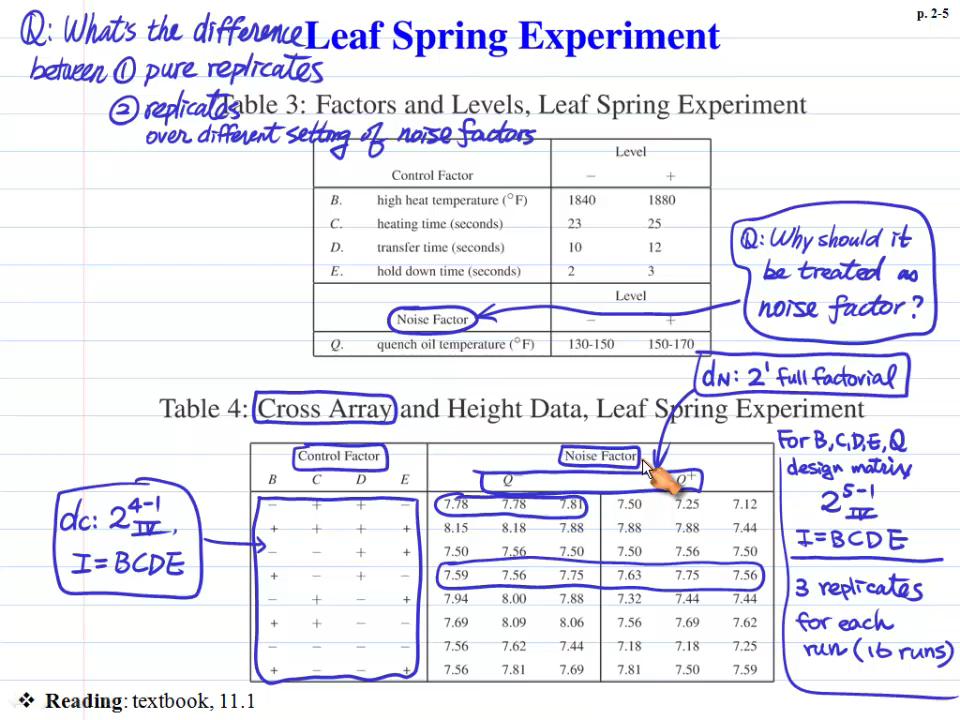 p. 2-5
Leaf Spring Experiment
Q: What's the difference
between ① pure replicates
② replicates
over different setting of noise factors
Table 3: Factors and Levels, Leaf Spring Experiment
Level
Control Factor − +
B. high heat temperature (°F) 1840 1880
C. heating time (seconds) 23 25
D. transfer time (seconds) 10 12
E. hold down time (seconds) 2 3
Level
Noise Factor − +
Q. quench oil temperature (°F) 130-150 150-170
Q: Why should it
be treated as
noise factor?
dN: 2¹ full factorial
Table 4: Cross Array and Height Data, Leaf Spring Experiment
Control Factor Noise Factor
B C D E Q⁻ Q⁺
− + + − 7.78 7.78 7.81 7.50 7.25 7.12
+ + + + 8.15 8.18 7.88 7.88 7.88 7.44
− − + + 7.50 7.56 7.50 7.50 7.56 7.50
+ − + − 7.59 7.56 7.75 7.63 7.75 7.56
− + − + 7.94 8.00 7.88 7.32 7.44 7.44
+ + − − 7.69 8.09 8.06 7.56 7.69 7.62
− − − − 7.56 7.62 7.44 7.18 7.18 7.25
+ − − + 7.56 7.81 7.69 7.81 7.50 7.59
dC: 2^{4-1}_{IV},
I=BCDE
For B,C,D,E,Q
design matrix
2^{5-1}_{IV}
I=BCDE
3 replicates
for each
run (16 runs)
❖ Reading: textbook, 11.1